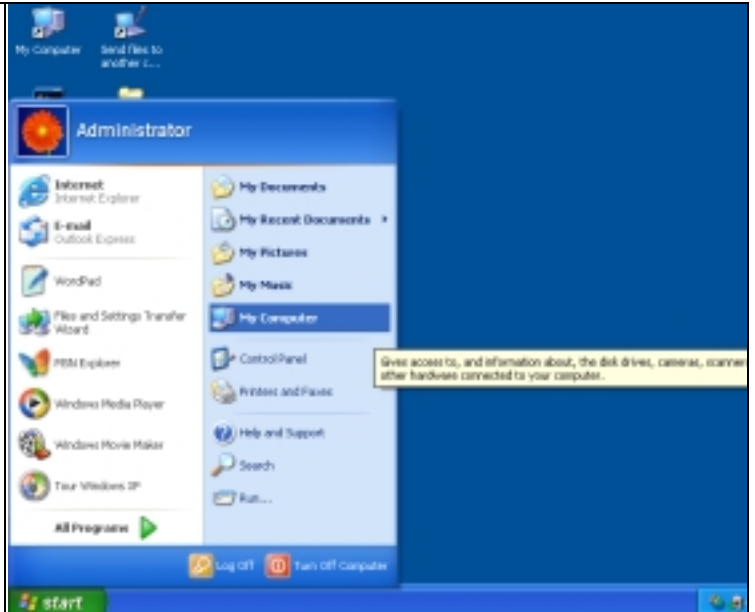 My Computer
Send files to
another c...
Administrator
Internet
Internet Explorer
E-mail
Outlook Express
WordPad
Files and Settings Transfer
Wizard
MSN Explorer
Windows Media Player
Windows Movie Maker
Tour Windows XP
All Programs
My Documents
My Recent Documents
My Pictures
My Music
My Computer
Control Panel
Printers and Faxes
Help and Support
Search
Run...
Gives access to, and information about, the disk drives, cameras, scanners
other hardware connected to your computer.
Log Off
Turn Off Computer
start